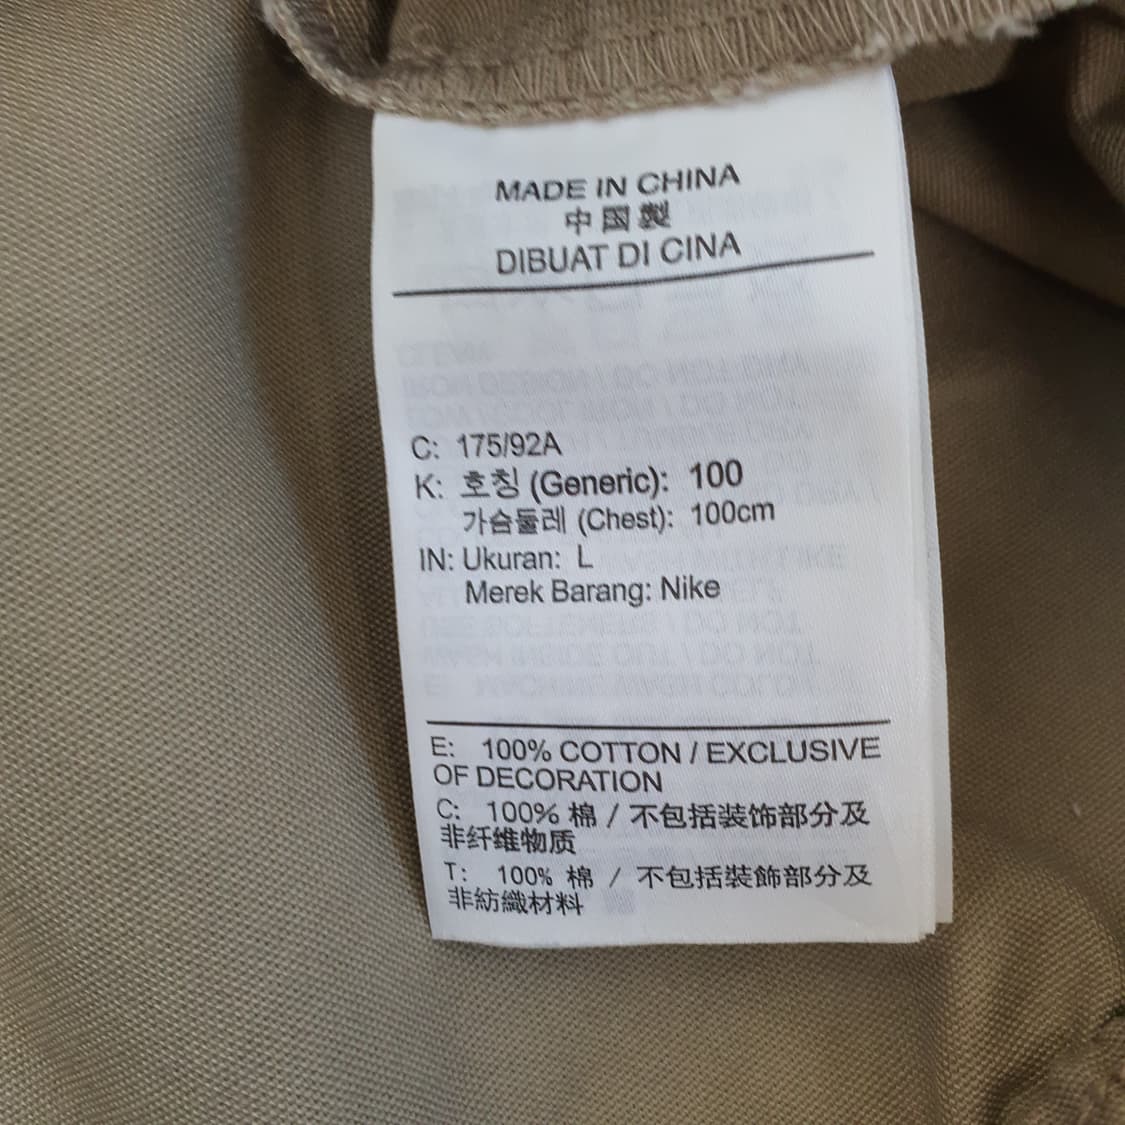 MADE IN CHINA
中国製
DIBUAT DI CINA
C: 175/92A
K: 호칭 (Generic): 100
가슴둘레 (Chest): 100cm
IN: Ukuran: L
Merek Barang: Nike
E: 100% COTTON / EXCLUSIVE
OF DECORATION
C: 100% 棉 / 不包括装饰部分及
非纤维物质
T: 100% 棉 / 不包括裝飾部分及
非紡織材料